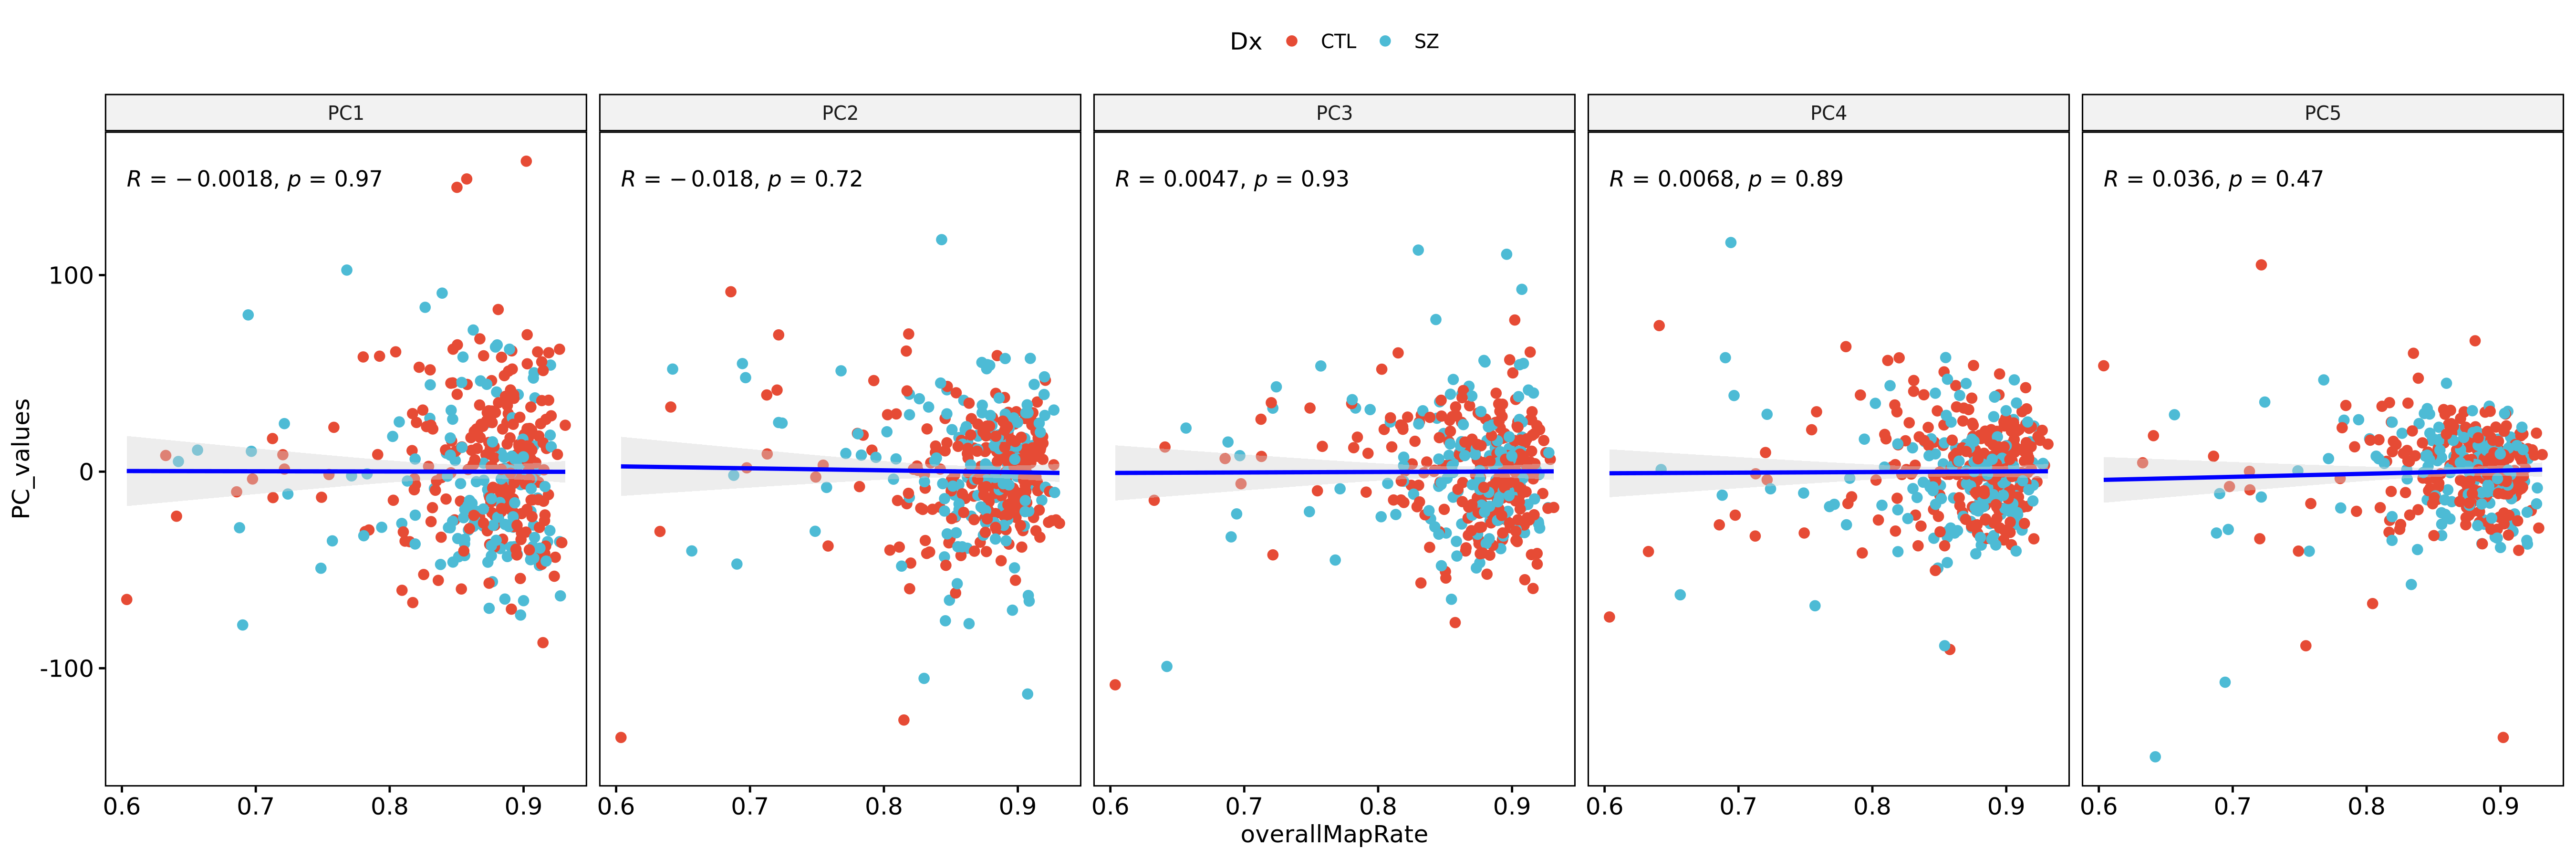 Dx CTL SZ
PC1 PC2 PC3 PC4 PC5
R = −0.0018, p = 0.97 R = −0.018, p = 0.72 R = 0.0047, p = 0.93 R = 0.0068, p = 0.89 R = 0.036, p = 0.47
100
0
-100
PC_values
0.6 0.7 0.8 0.9 0.6 0.7 0.8 0.9 0.6 0.7 0.8 0.9 0.6 0.7 0.8 0.9 0.6 0.7 0.8 0.9
overallMapRate